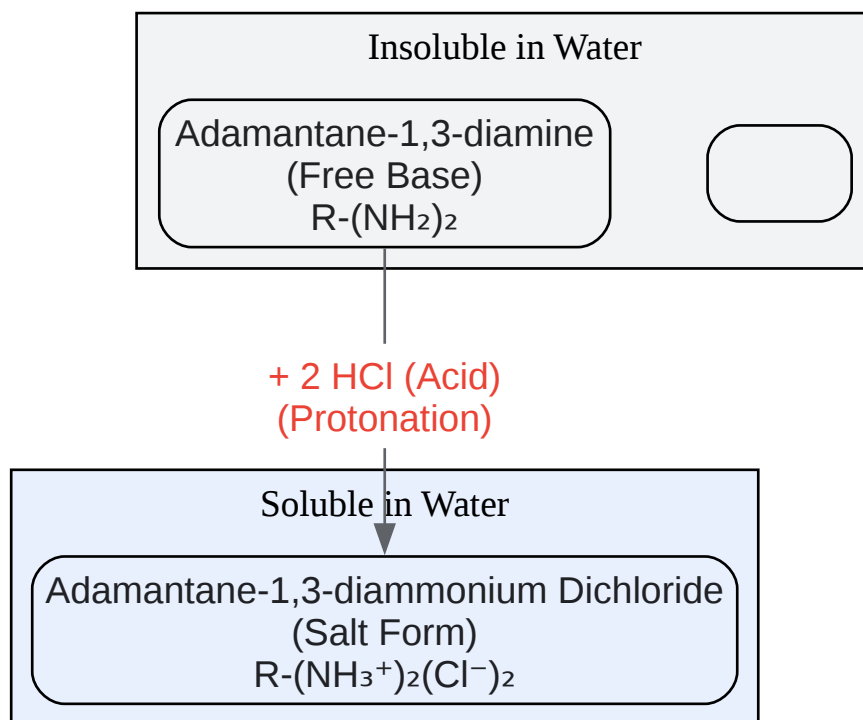 Insoluble in Water
Adamantane-1,3-diamine
(Free Base)
R-(NH₂)₂
+ 2 HCl (Acid)
(Protonation)
Soluble in Water
Adamantane-1,3-diammonium Dichloride
(Salt Form)
R-(NH₃⁺)₂(Cl⁻)₂